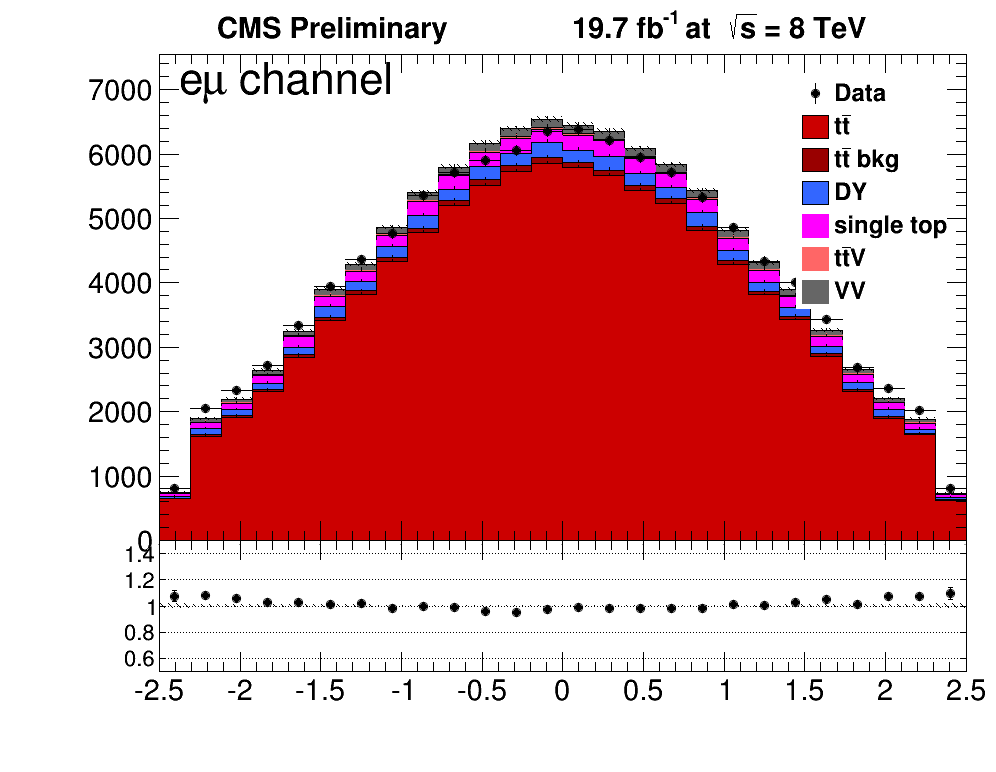 CMS Preliminary 19.7 fb⁻¹ at √s = 8 TeV
eμ channel
Data
tt̄
tt̄ bkg
DY
single top
tt̄V
VV
7000
6000
5000
4000
3000
2000
1000
0
1.4
1.2
1
0.8
0.6
-2.5 -2 -1.5 -1 -0.5 0 0.5 1 1.5 2 2.5